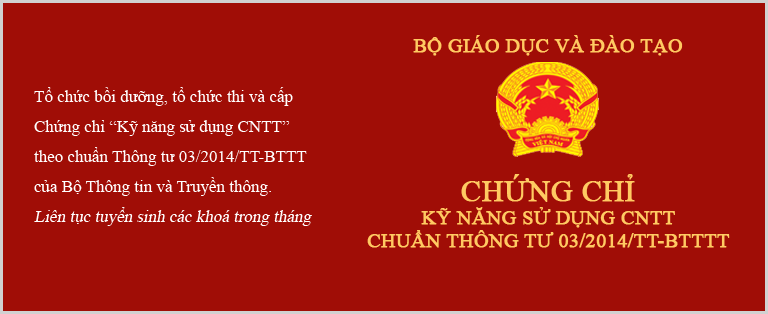 Tổ chức bồi dưỡng, tổ chức thi và cấp
Chứng chỉ “Kỹ năng sử dụng CNTT”
theo chuẩn Thông tư 03/2014/TT-BTTT
của Bộ Thông tin và Truyền thông.
Liên tục tuyển sinh các khoá trong tháng
BỘ GIÁO DỤC VÀ ĐÀO TẠO
VIỆT NAM
CHỨNG CHỈ
KỸ NĂNG SỬ DỤNG CNTT
CHUẨN THÔNG TƯ 03/2014/TT-BTTTT